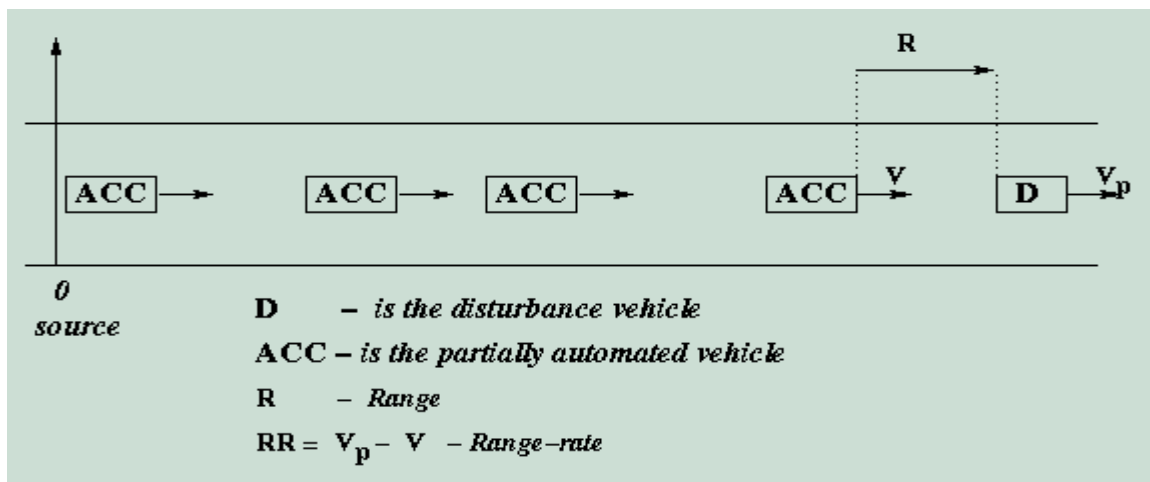 R
ACC ACC ACC ACC V D Vp
0
source
D – is the disturbance vehicle
ACC – is the partially automated vehicle
R – Range
RR = Vp – V – Range–rate